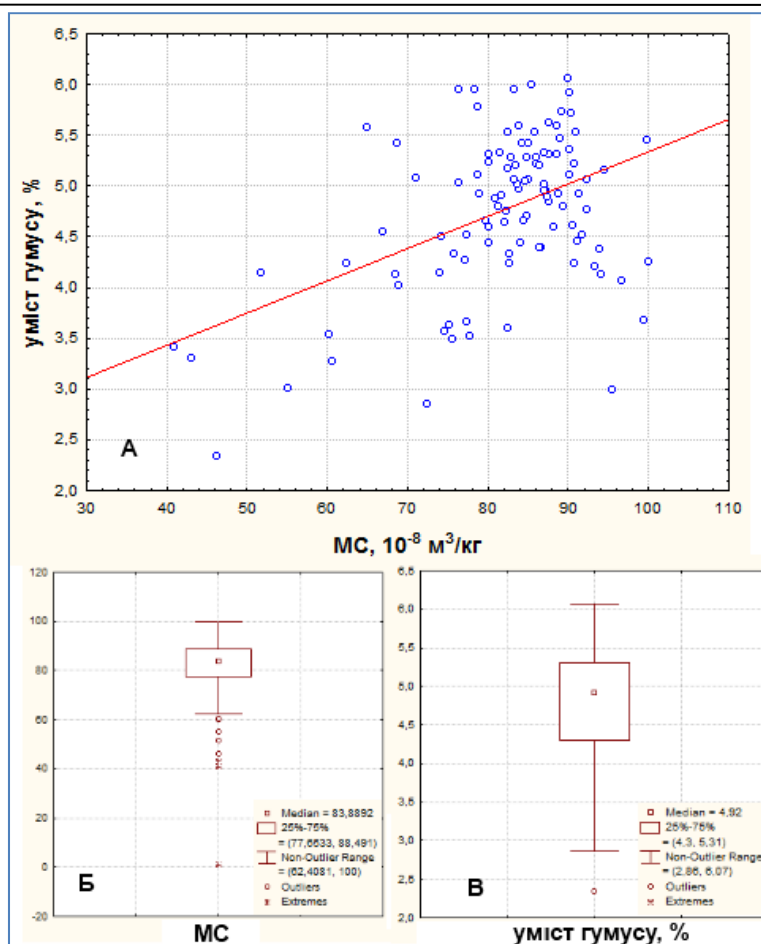 6,5
6,0
5,5
5,0
4,5
4,0
3,5
3,0
2,5
2,0
уміст гумусу, %
А
30 40 50 60 70 80 90 100 110
МС, 10⁻⁸ м³/кг
120
100
80
60
40
20
0
-20
Median = 83,8892
25%-75%
= (77,6633, 88,491)
Non-Outlier Range
= (62,4081, 100)
Outliers
Extremes
Б
МС
6,5
6,0
5,5
5,0
4,5
4,0
3,5
3,0
2,5
2,0
Median = 4,92
25%-75%
= (4,3, 5,31)
Non-Outlier Range
= (2,86, 6,07)
Outliers
Extremes
В
уміст гумусу, %